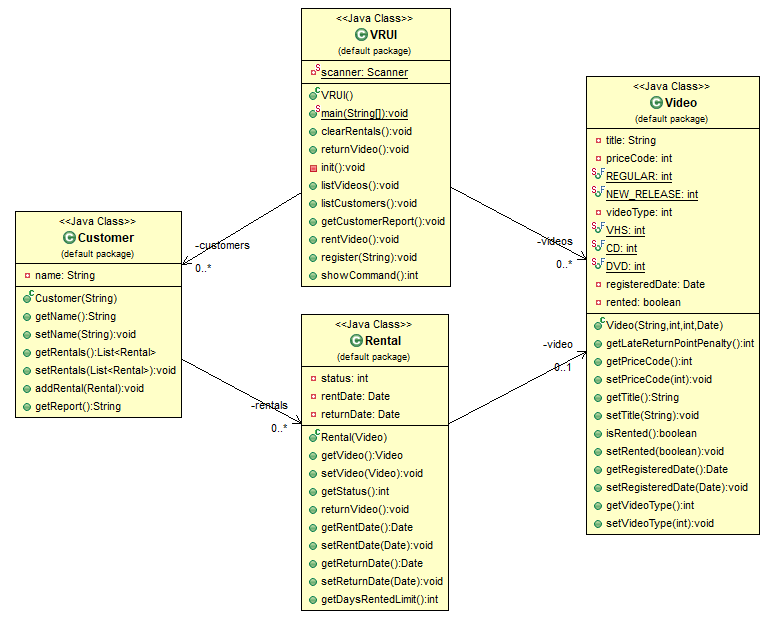 <<Java Class>>
VRUI
(default package)
scanner: Scanner
VRUI()
main(String[]):void
clearRentals():void
returnVideo():void
init():void
listVideos():void
listCustomers():void
getCustomerReport():void
rentVideo():void
register(String):void
showCommand():int
<<Java Class>>
Video
(default package)
title: String
priceCode: int
REGULAR: int
NEW_RELEASE: int
videoType: int
VHS: int
CD: int
DVD: int
registeredDate: Date
rented: boolean
Video(String,int,int,Date)
getLateReturnPointPenalty():int
getPriceCode():int
setPriceCode(int):void
getTitle():String
setTitle(String):void
isRented():boolean
setRented(boolean):void
getRegisteredDate():Date
setRegisteredDate(Date):void
getVideoType():int
setVideoType(int):void
<<Java Class>>
Customer
(default package)
name: String
Customer(String)
getName():String
setName(String):void
getRentals():List<Rental>
setRentals(List<Rental>):void
addRental(Rental):void
getReport():String
<<Java Class>>
Rental
(default package)
status: int
rentDate: Date
returnDate: Date
Rental(Video)
getVideo():Video
setVideo(Video):void
getStatus():int
returnVideo():void
getRentDate():Date
setRentDate(Date):void
getReturnDate():Date
setReturnDate(Date):void
getDaysRentedLimit():int
-customers
0..*
-videos
0..*
-rentals
0..*
-video
0..1